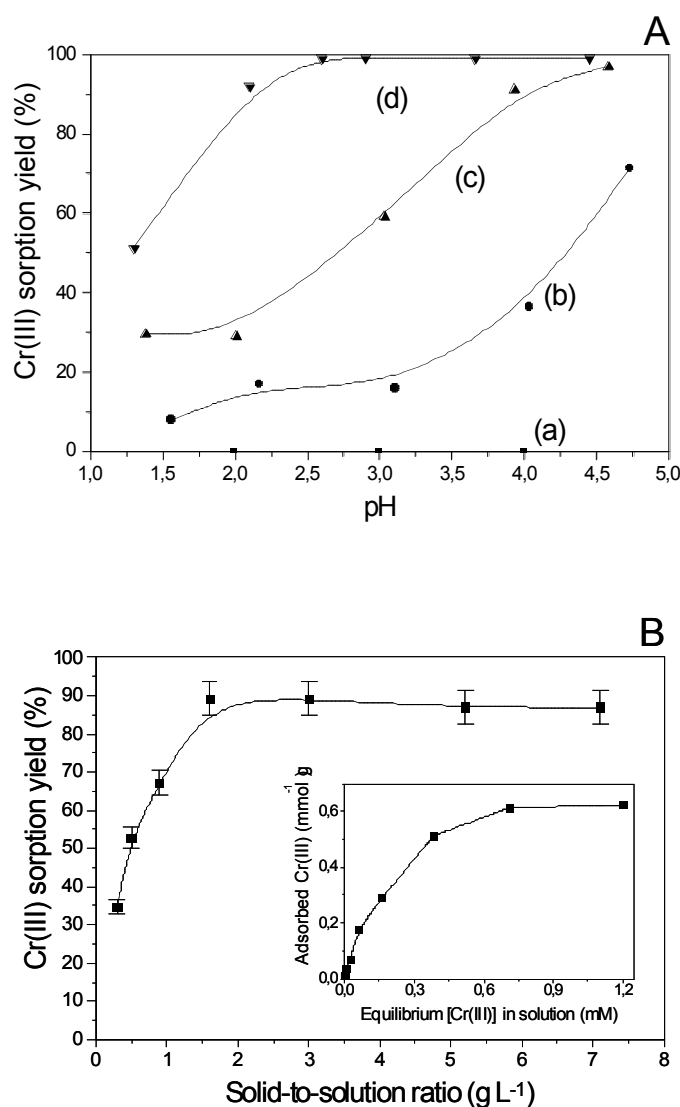 A
Cr(III) sorption yield (%)
100
80
60
40
20
0
(d)
(c)
(b)
(a)
1,0 1,5 2,0 2,5 3,0 3,5 4,0 4,5 5,0
pH
B
Cr(III) sorption yield (%)
100
90
80
70
60
50
40
30
20
10
0
Adsorbed Cr(III) (mmol g-1)
0,6
0,4
0,2
0,0
0,0 0,3 0,6 0,9 1,2
Equilibrium [Cr(III)] in solution (mM)
0 1 2 3 4 5 6 7 8
Solid-to-solution ratio (g L-1)